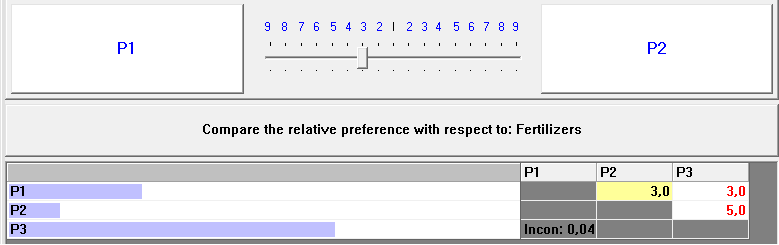 9 8 7 6 5 4 3 2 | 2 3 4 5 6 7 8 9
P1 P2
Compare the relative preference with respect to: Fertilizers
P1 P2 P3
P1 3,0 3,0
P2 5,0
P3 Incon: 0,04